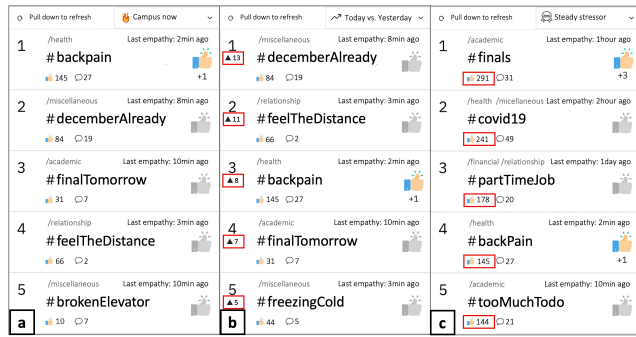 Pull down to refresh Campus now
/health Last empathy: 2min ago
1 #backpain
145 27 +1
/miscellaneous Last empathy: 8min ago
2 #decemberAlready
84 19
/academic Last empathy: 10min ago
3 #finalTomorrow
31 7
/relationship Last empathy: 3min ago
4 #feelTheDistance
66 2
/miscellaneous Last empathy: 10min ago
5 #brokenElevator
10 7
a
Pull down to refresh Today vs. Yesterday
/miscellaneous Last empathy: 8min ago
1 #decemberAlready
▲13
84 19
/relationship Last empathy: 3min ago
2 #feelTheDistance
▲11
66 2
/health Last empathy: 2min ago
3 #backpain
▲8
145 27 +1
/academic Last empathy: 10min ago
4 #finalTomorrow
▲7
31 7
/miscellaneous Last empathy: 3min ago
5 #freezingCold
▲5
44 5
b
Pull down to refresh Steady stressor
/academic Last empathy: 1hour ago
1 #finals
291 31 +3
/health /micellaneous Last empathy: 2hour ago
2 #covid19
241 49
/financial /relationship Last empathy: 1day ago
3 #partTimeJob
178 20
/health Last empathy: 2min ago
4 #backPain
145 27 +1
/academic Last empathy: 10min ago
5 #tooMuchTodo
144 21
c